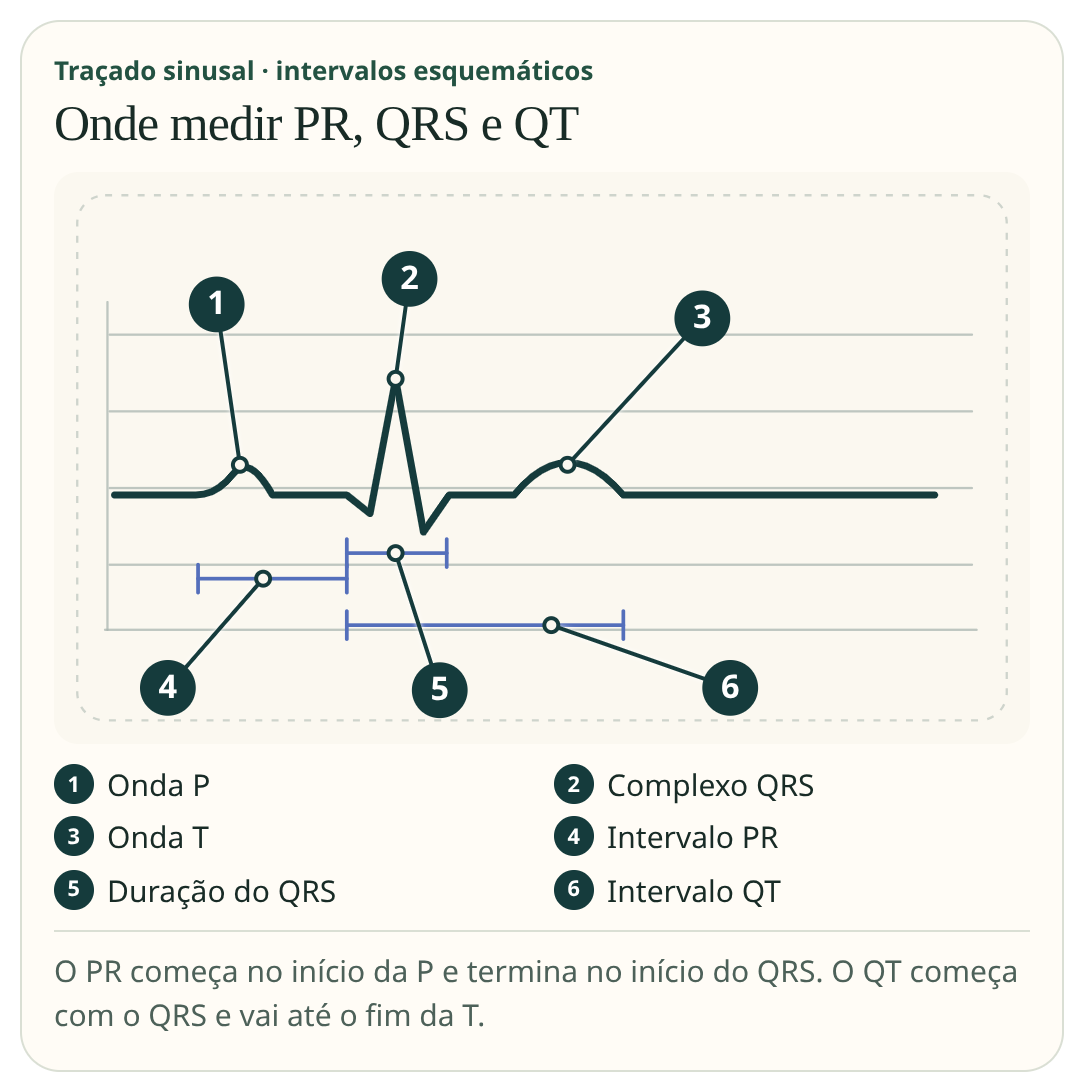 Traçado sinusal · intervalos esquemáticos
Onde medir PR, QRS e QT
1
2
3
4
5
6
1 Onda P
2 Complexo QRS
3 Onda T
4 Intervalo PR
5 Duração do QRS
6 Intervalo QT
O PR começa no início da P e termina no início do QRS. O QT começa
com o QRS e vai até o fim da T.